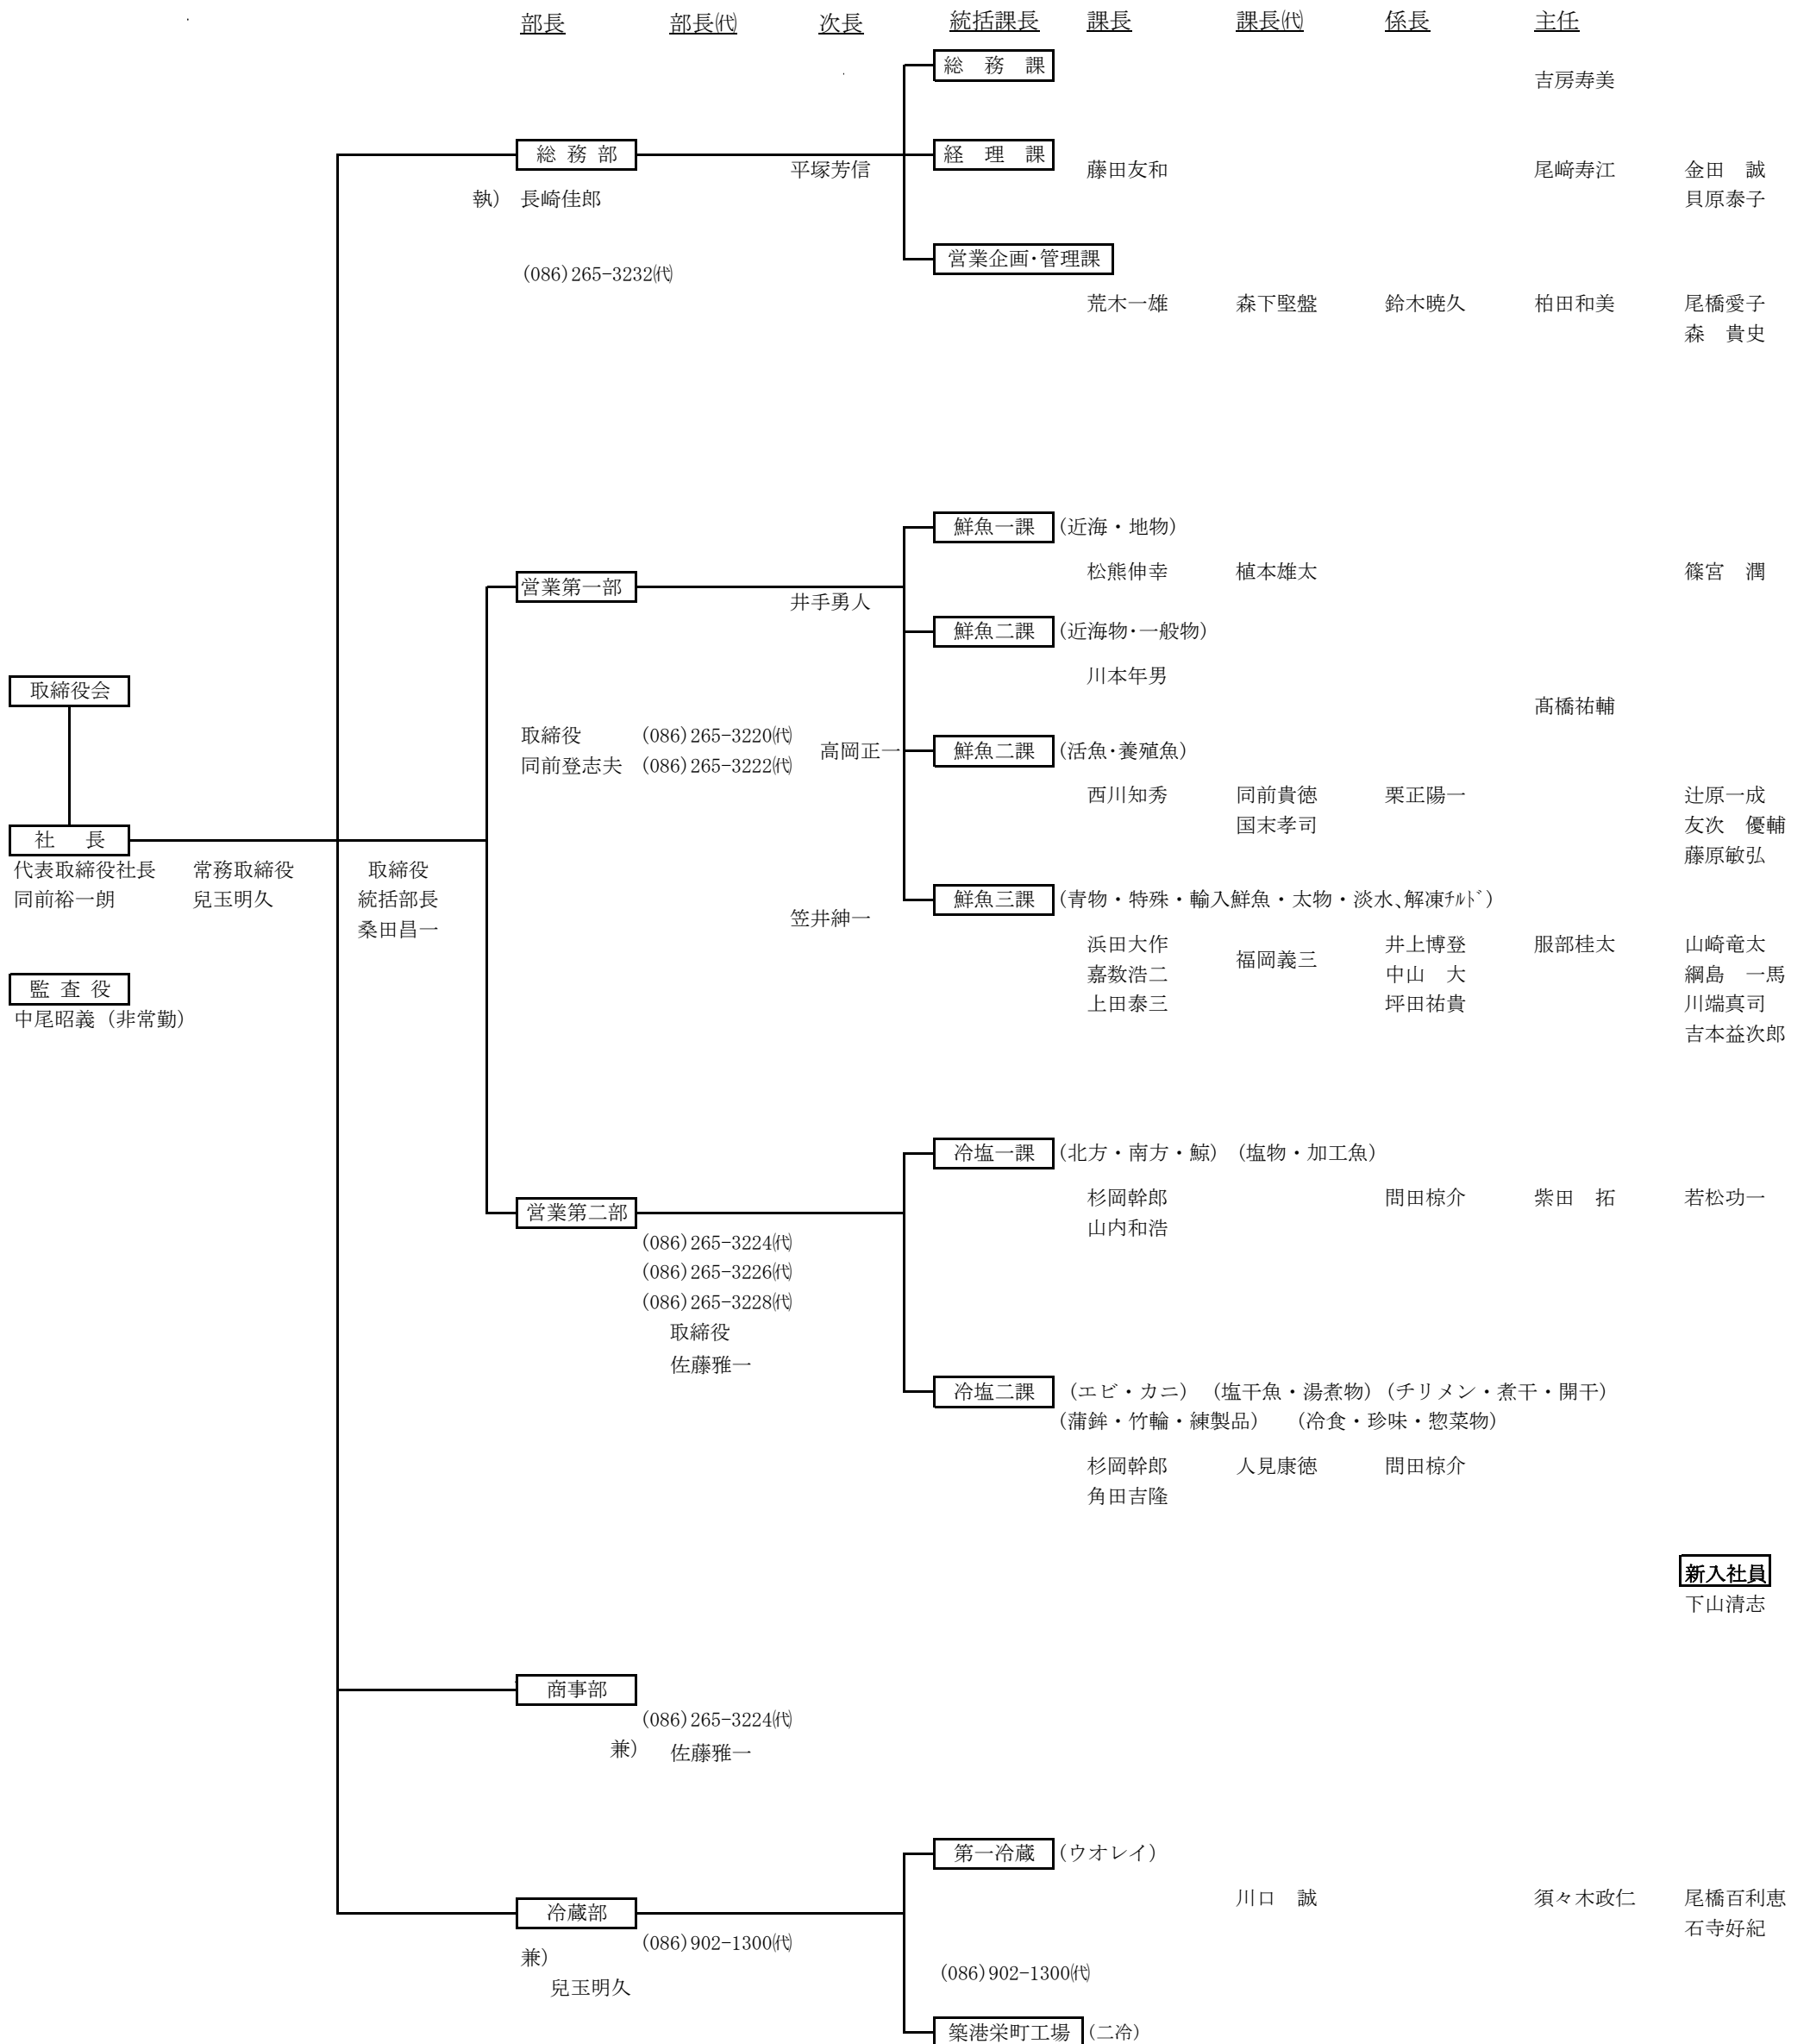 部長　部長㈹　次長　統括課長　課長　課長㈹　係長　主任
総　務　課
吉房寿美
総 務 部　経　理　課
平塚芳信　藤田友和　尾﨑寿江　金田　誠
執）　長崎佳郎　貝原泰子
営業企画･管理課
(086)265-3232㈹
荒木一雄　森下堅盤　鈴木暁久　柏田和美　尾橋愛子
森　貴史
鮮魚一課　(近海・地物)
松熊伸幸　植本雄太　篠宮　潤
営業第一部
井手勇人
鮮魚二課　(近海物･一般物)
川本年男
取締役会
髙橋祐輔
取締役　(086)265-3220㈹
高岡正一　鮮魚二課　(活魚･養殖魚)
同前登志夫　(086)265-3222㈹
西川知秀　同前貴徳　栗正陽一　辻原一成
国末孝司　友次　優輔
社　長
藤原敏弘
代表取締役社長　常務取締役　取締役
同前裕一朗　兒玉明久　統括部長　鮮魚三課　(青物・特殊・輸入鮮魚・太物・淡水､解凍ﾁﾙﾄﾞ)
桑田昌一　笠井紳一
浜田大作　福岡義三　井上博登　服部桂太　山崎竜太
嘉数浩二　中山　大　綱島　一馬
監 査 役
上田泰三　坪田祐貴　川端真司
中尾昭義（非常勤）
吉本益次郎
冷塩一課　(北方・南方・鯨)　(塩物・加工魚)
杉岡幹郎　問田椋介　紫田　拓　若松功一
営業第二部
山内和浩
(086)265-3224㈹
(086)265-3226㈹
(086)265-3228㈹
取締役
佐藤雅一
冷塩二課　(エビ・カニ)　(塩干魚・湯煮物)　(チリメン・煮干・開干)
(蒲鉾・竹輪・練製品)　(冷食・珍味・惣菜物)
杉岡幹郎　人見康徳　問田椋介
角田吉隆
新入社員
下山清志
商事部
(086)265-3224㈹
兼）　佐藤雅一
第一冷蔵　(ウオレイ)
川口　誠　須々木政仁　尾橋百利恵
冷蔵部
石寺好紀
(086)902-1300㈹
兼）
(086)902-1300㈹
兒玉明久
築港栄町工場　(二冷)